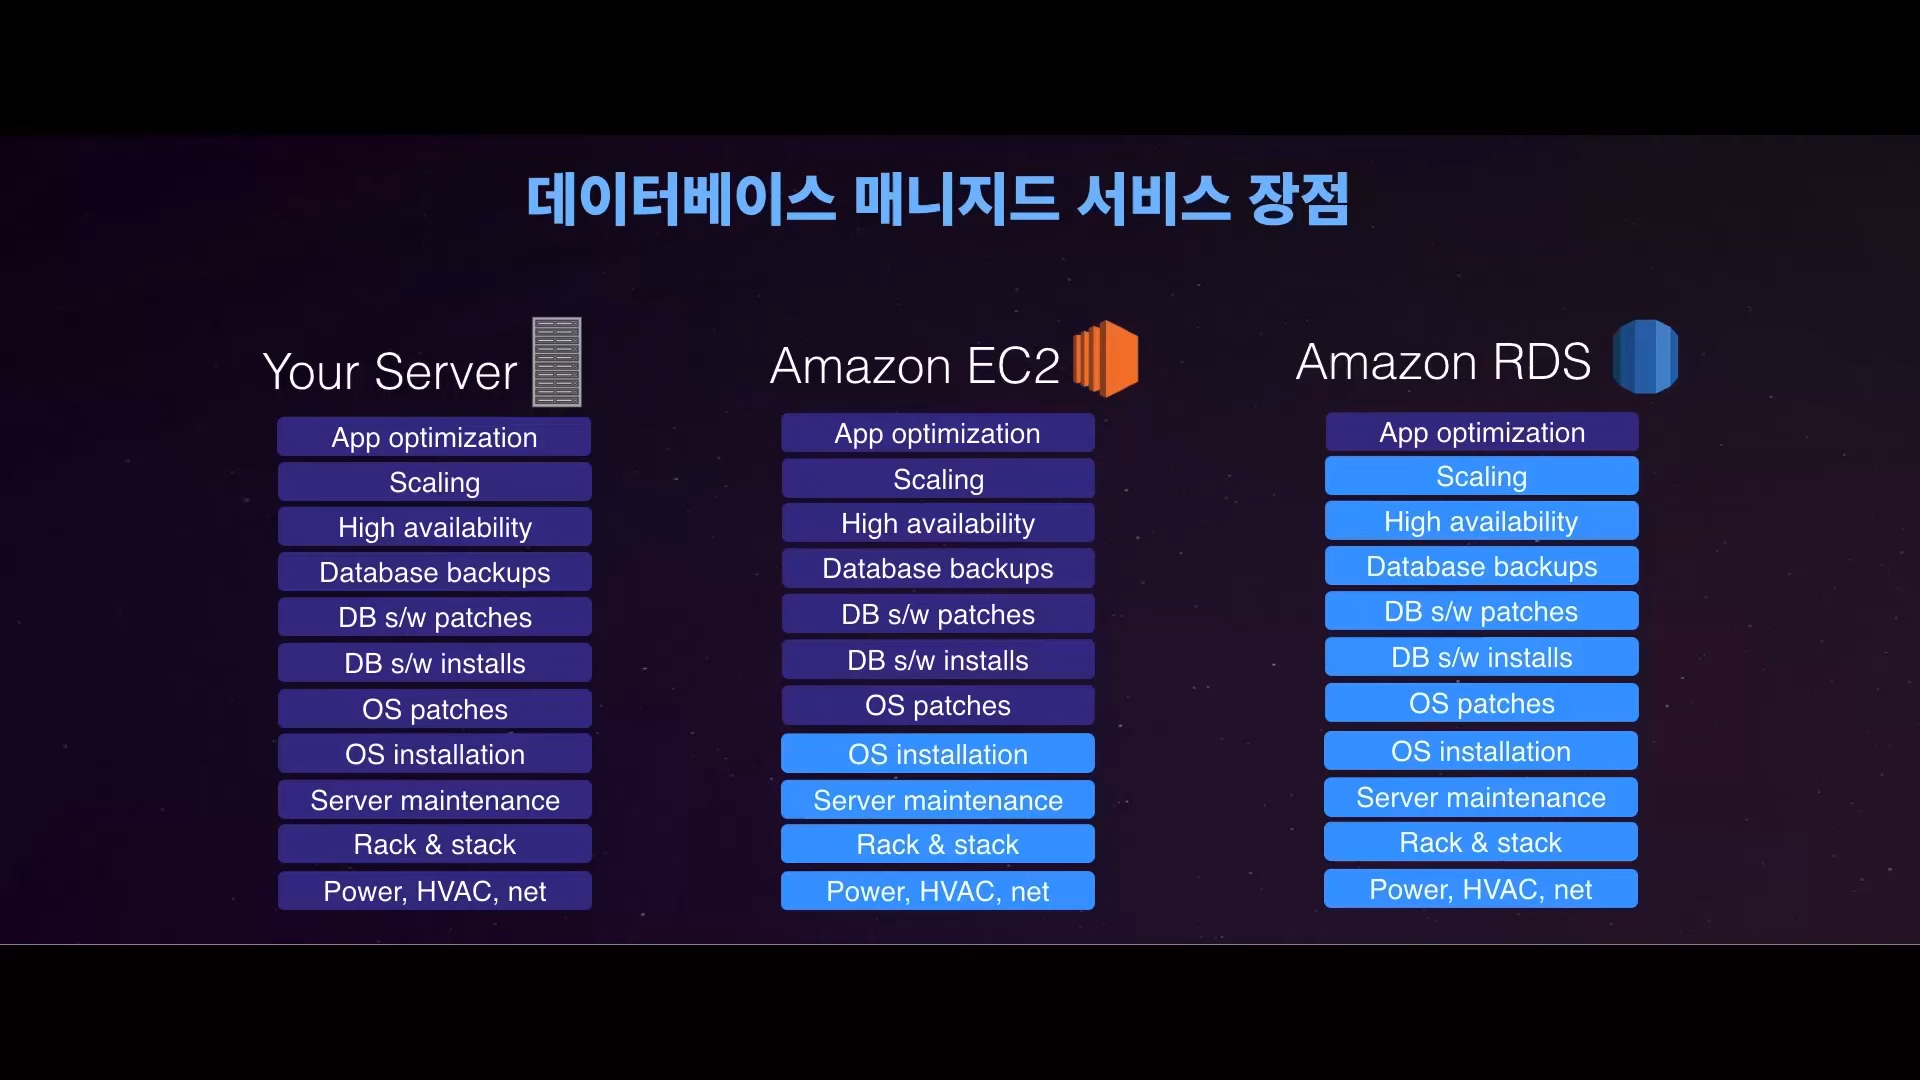 데이터베이스 매니지드 서비스 장점
Your Server
App optimization
Scaling
High availability
Database backups
DB s/w patches
DB s/w installs
OS patches
OS installation
Server maintenance
Rack & stack
Power, HVAC, net
Amazon EC2
App optimization
Scaling
High availability
Database backups
DB s/w patches
DB s/w installs
OS patches
OS installation
Server maintenance
Rack & stack
Power, HVAC, net
Amazon RDS
App optimization
Scaling
High availability
Database backups
DB s/w patches
DB s/w installs
OS patches
OS installation
Server maintenance
Rack & stack
Power, HVAC, net